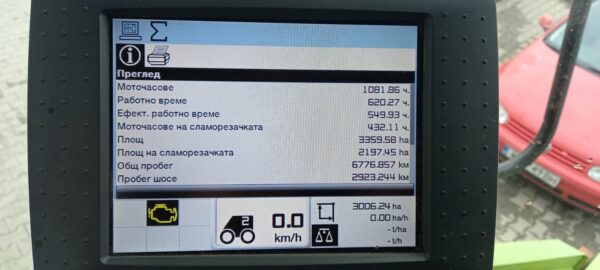 Преглед
Моточасове 1081.86 ч.
Работно време 620.27 ч.
Ефект. работно време 549.93 ч.
Моточасове на сламорезачката 432.11 ч.
Площ 3359.58 ha
Площ на сламорезачката 2197.45 ha
Общ пробег 6776.857 км
Пробег шосе 2923.244 км
2
0.0
km/h
3006.24 ha
0.00 ha/h
- t/ha
- t/h